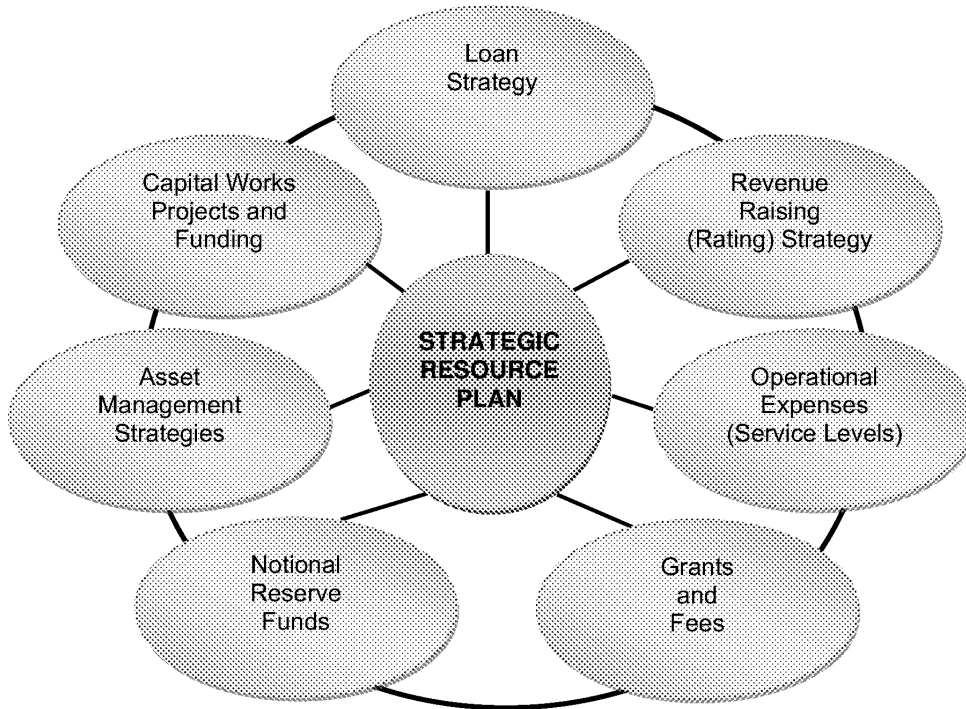 Loan
Strategy
Capital Works
Projects and
Funding
Revenue
Raising
(Rating) Strategy
STRATEGIC
RESOURCE
PLAN
Asset
Management
Strategies
Operational
Expenses
(Service Levels)
Notional
Reserve
Funds
Grants
and
Fees